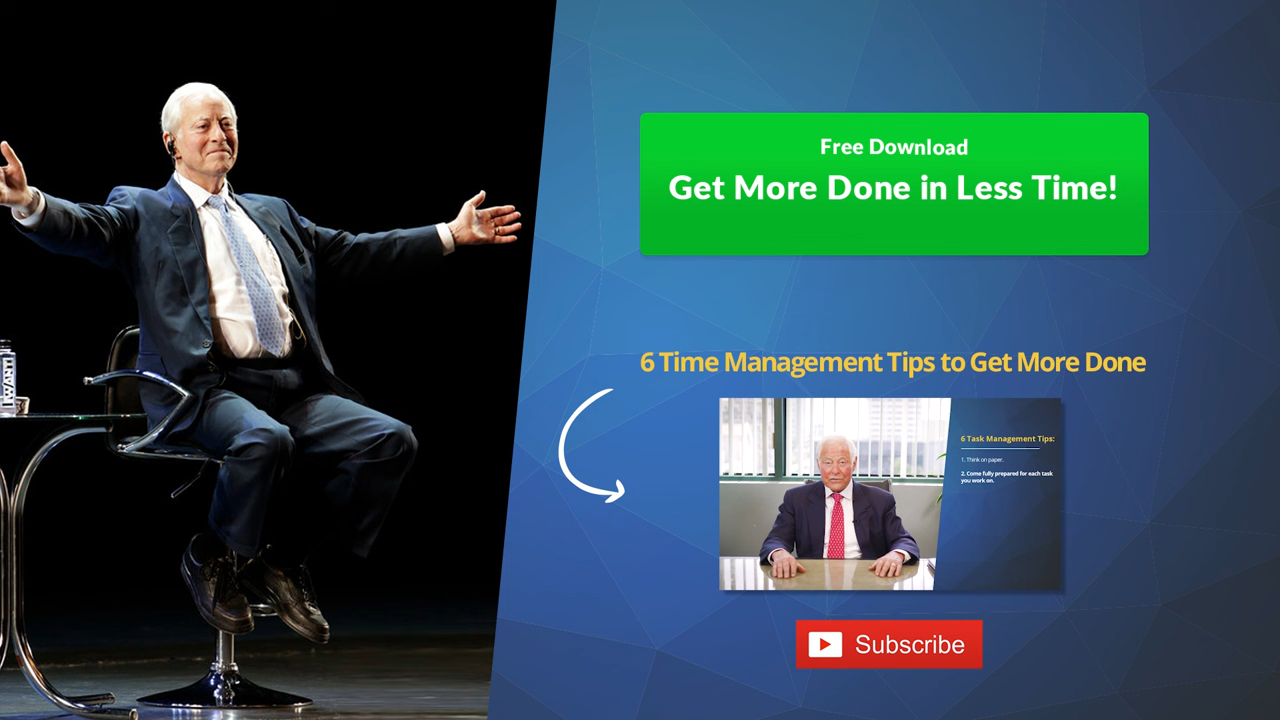 Free Download
Get More Done in Less Time!
6 Time Management Tips to Get More Done
6 Task Management Tips:
1. Think on paper.
2. Come fully prepared for each task
you work on.
Subscribe